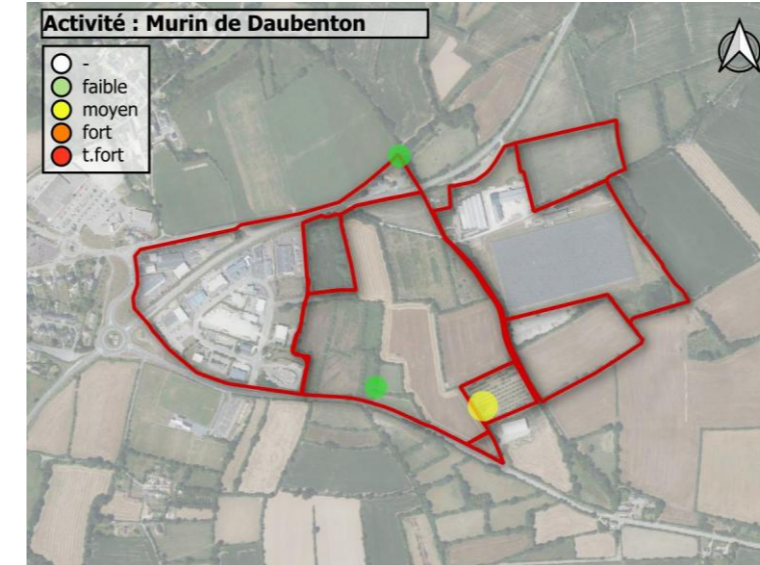 Activité : Murin de Daubenton
-
faible
moyen
fort
t.fort